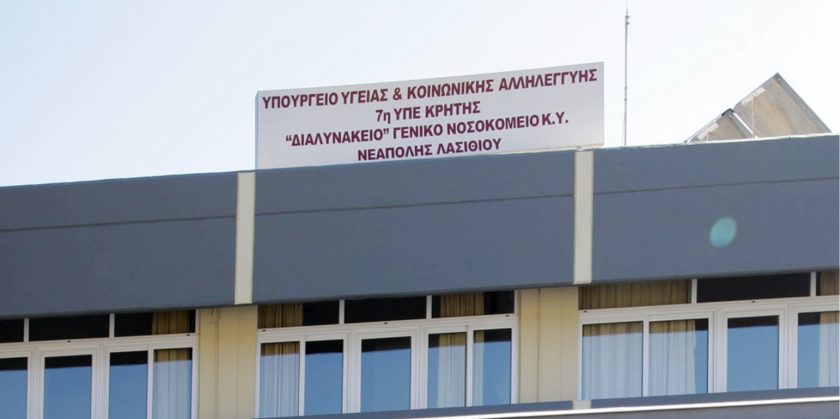 ΥΠΟΥΡΓΕΙΟ ΥΓΕΙΑΣ & ΚΟΙΝΩΝΙΚΗΣ ΑΛΛΗΛΕΓΓΥΗΣ
7η ΥΠΕ ΚΡΗΤΗΣ
“ΔΙΑΛΥΝΑΚΕΙΟ” ΓΕΝΙΚΟ ΝΟΣΟΚΟΜΕΙΟ Κ.Υ.
ΝΕΑΠΟΛΗΣ ΛΑΣΙΘΙΟΥ